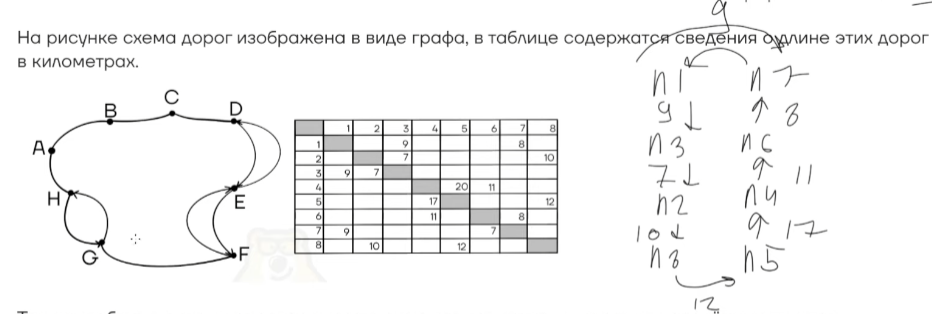 На рисунке схема дорог изображена в виде графа, в таблице содержатся сведения о длине этих дорог
в километрах.
A
B
C
D
E
F
G
H
1 2 3 4 5 6 7 8
1 9 8
2 7 10
3 9 7
4 20 11
5 17 12
6 11 8
7 9 7
8 10 12
9
п1 п7
9 8
п3 п6
7 11
п2 п4
10 17
п8 п5
12